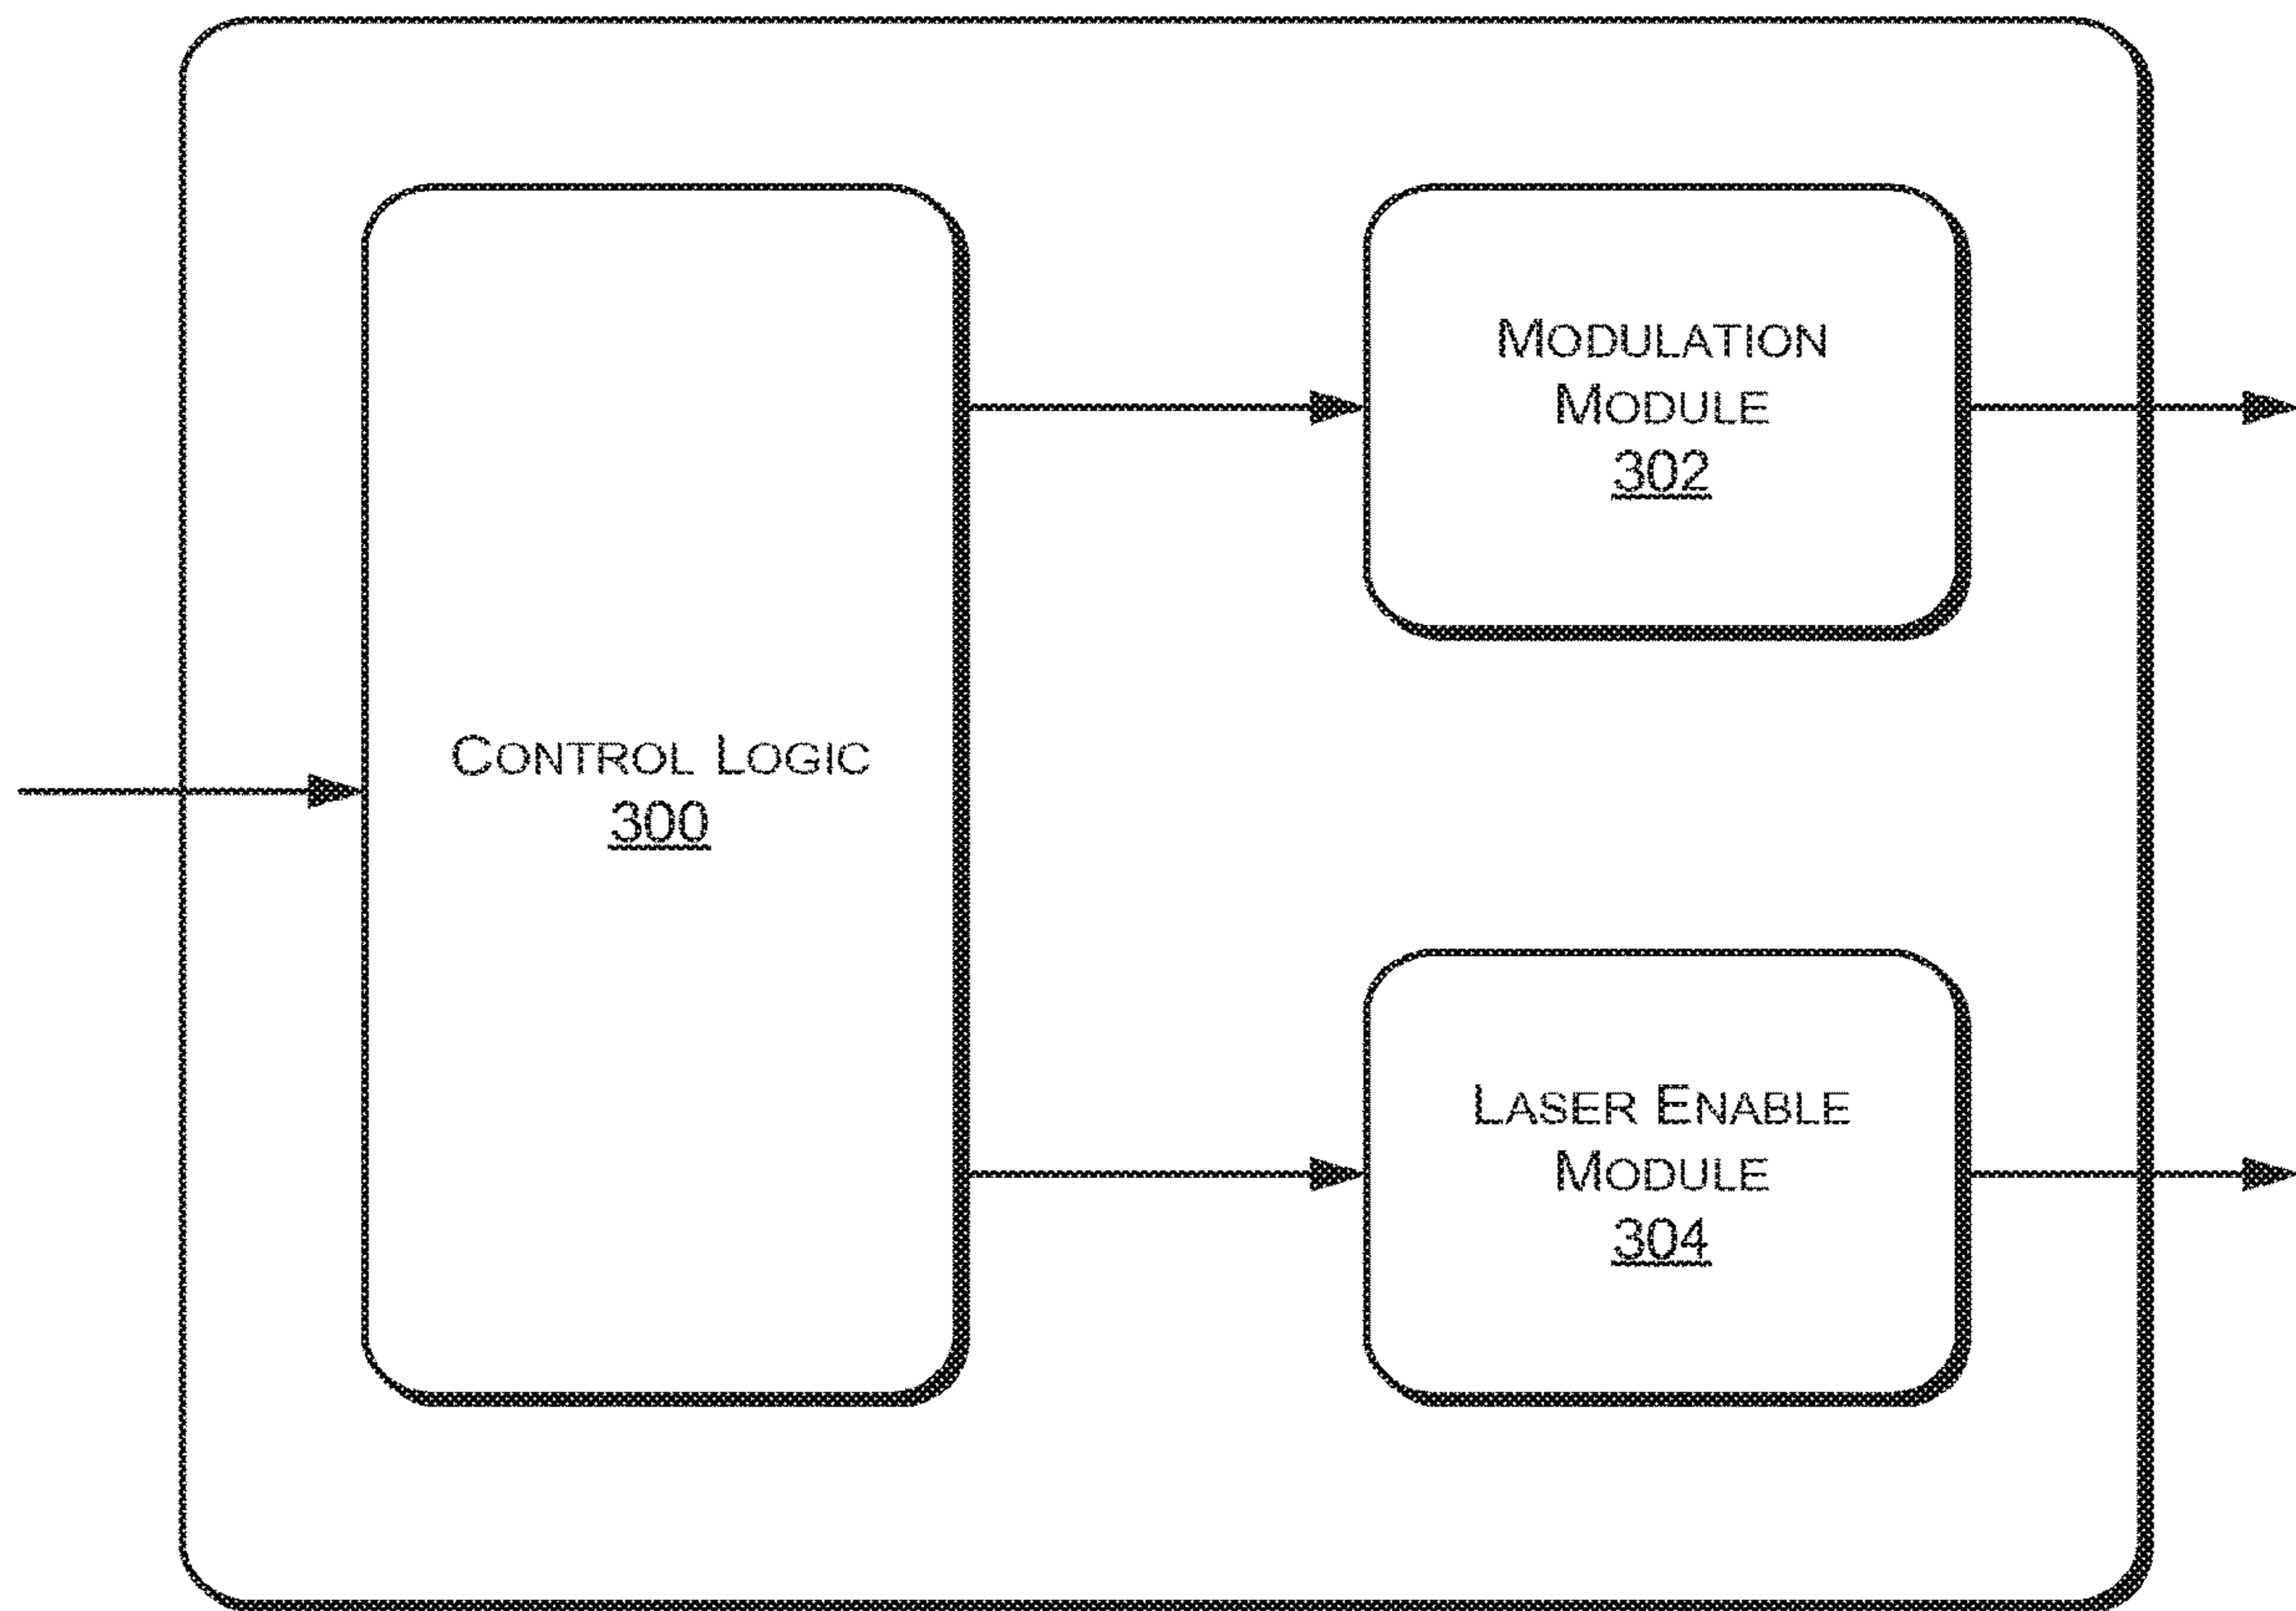 CONTROL LOGIC
300
MODULATION
MODULE
302
LASER ENABLE
MODULE
304